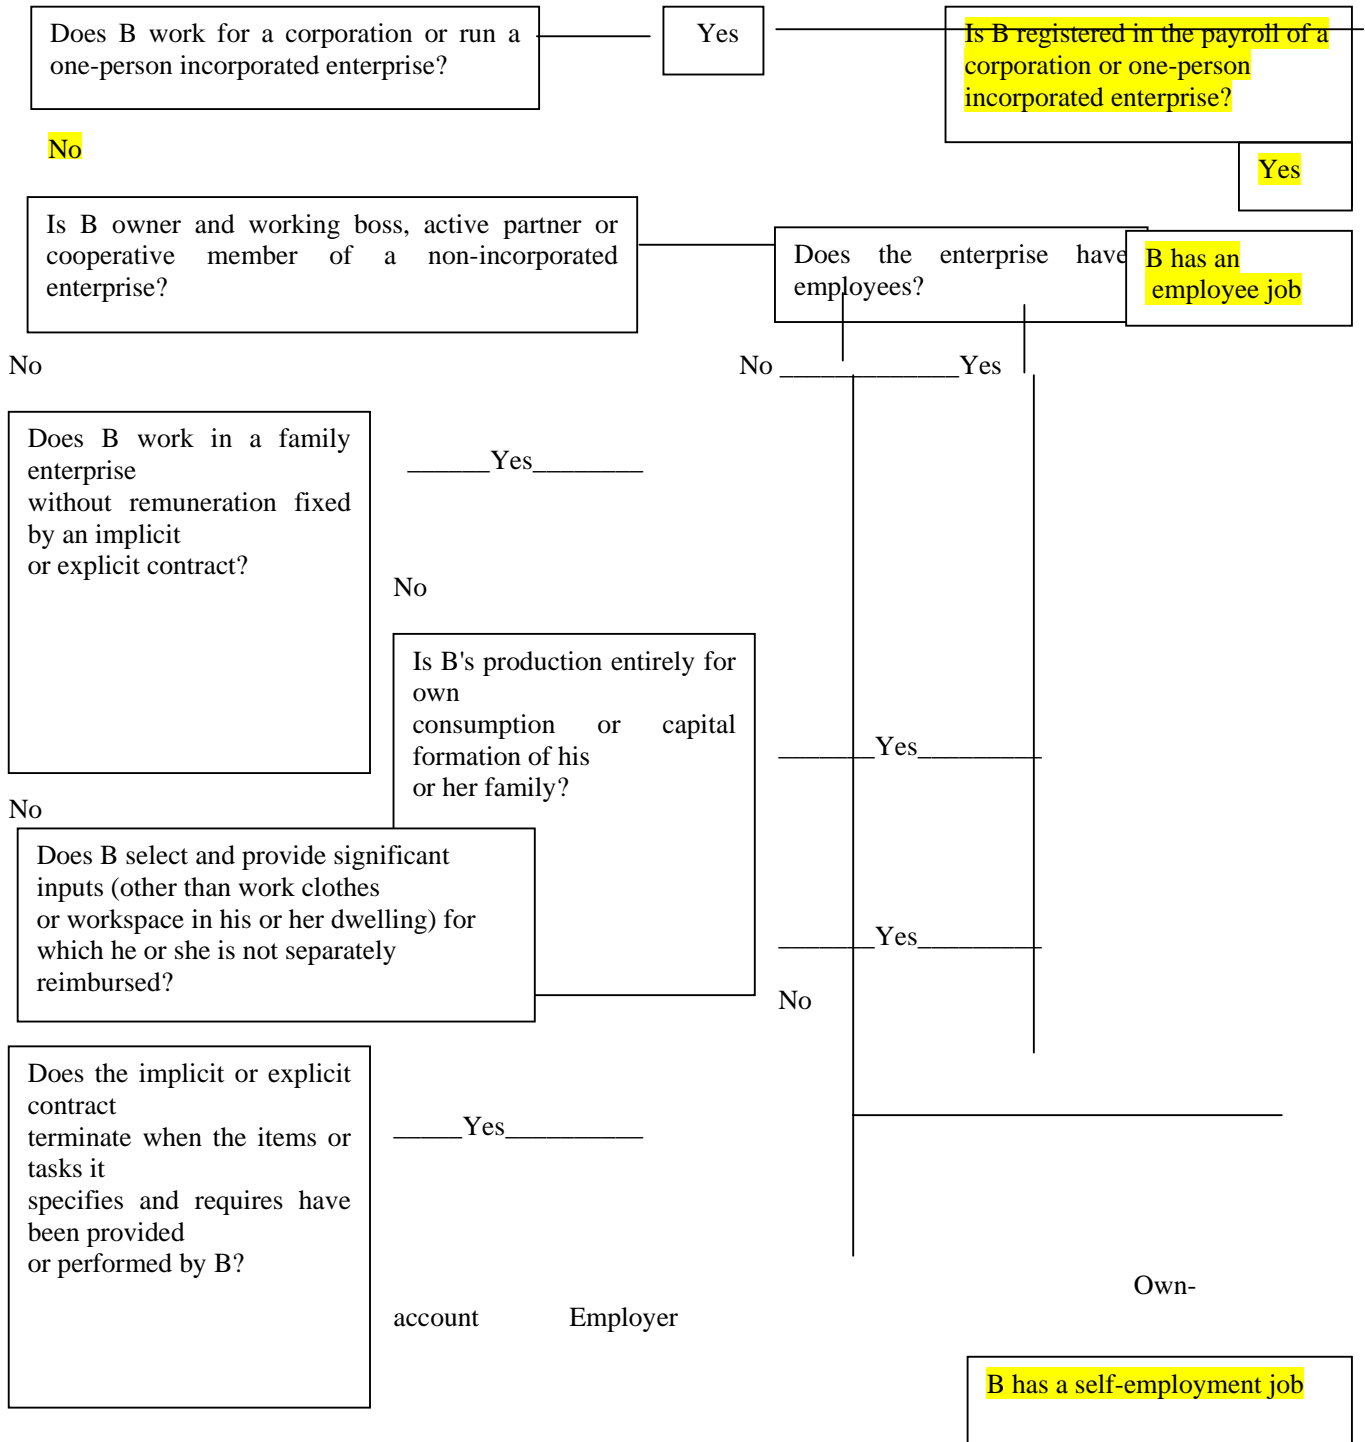 Does B work for a corporation or run a
one-person incorporated enterprise?
Yes
Is B registered in the payroll of a
corporation or one-person
incorporated enterprise?
No
Yes
Is B owner and working boss, active partner or
cooperative member of a non-incorporated
enterprise?
Does the enterprise have
employees?
B has an
employee job
No
No _____________Yes
Does B work in a family
enterprise
without remuneration fixed
by an implicit
or explicit contract?
______Yes________
No
Is B's production entirely for
own
consumption or capital
formation of his
or her family?
_______Yes_________
No
Does B select and provide significant
inputs (other than work clothes
or workspace in his or her dwelling) for
which he or she is not separately
reimbursed?
_______Yes_________
No
Does the implicit or explicit
contract
terminate when the items or
tasks it
specifies and requires have
been provided
or performed by B?
_____Yes__________
Own-
account Employer
B has a self-employment job